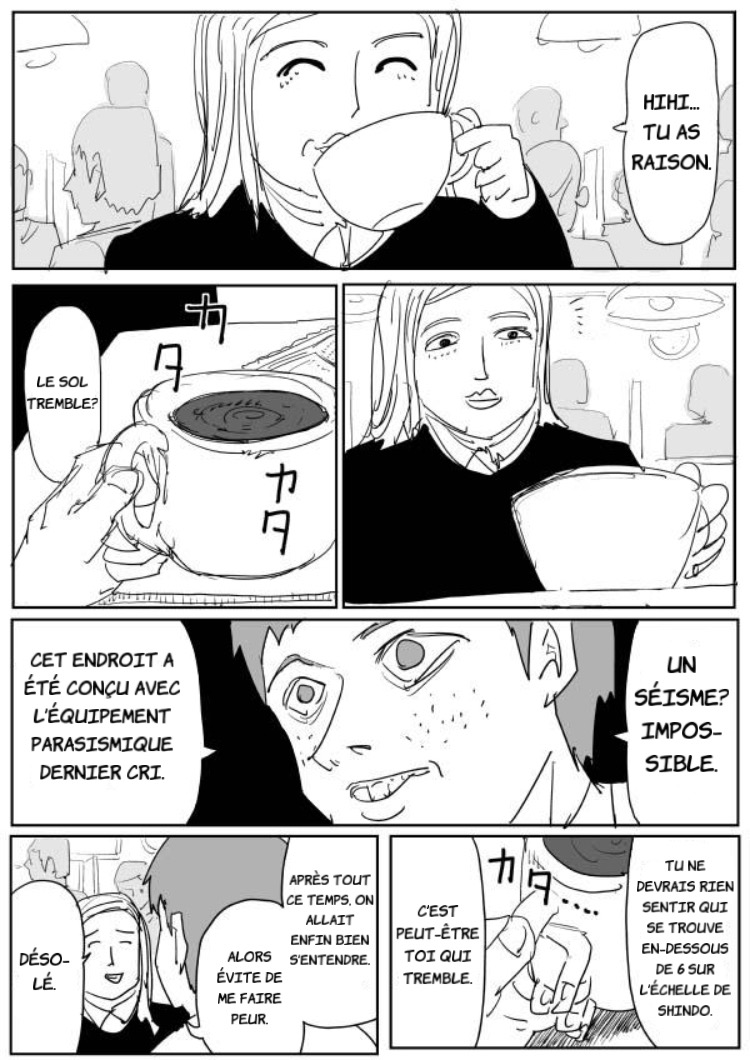 HIHI...
TU AS
RAISON.
カ
タ
カ
タ
LE SOL
TREMBLE?
UN
SÉISME?
IMPOS-
SIBLE.
CET ENDROIT A
ÉTÉ CONÇU AVEC
L'ÉQUIPEMENT
PARASISMIQUE
DERNIER CRI.
TU NE
DEVRAIS RIEN
SENTIR QUI
SE TROUVE
EN-DESSOUS
DE 6 SUR
L'ÉCHELLE DE
SHINDO.
カタ....
C'EST
PEUT-ÊTRE
TOI QUI
TREMBLE.
APRÈS TOUT
CE TEMPS, ON
ALLAIT
ENFIN BIEN
S'ENTENDRE.
ALORS
ÉVITE DE
ME FAIRE
PEUR.
DÉSO-
LÉ.